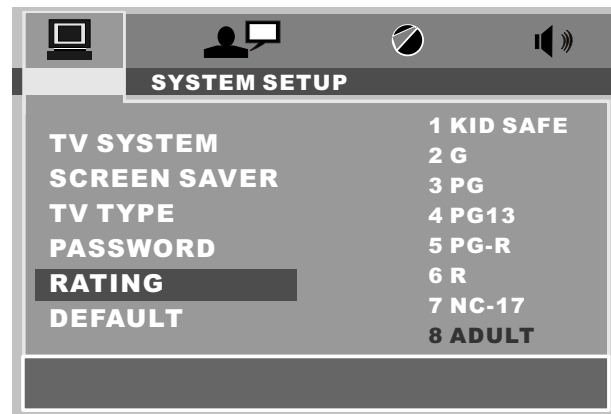 SYSTEM SETUP
TV SYSTEM
SCREEN SAVER
TV TYPE
PASSWORD
RATING
DEFAULT
1 KID SAFE
2 G
3 PG
4 PG13
5 PG-R
6 R
7 NC-17
8 ADULT